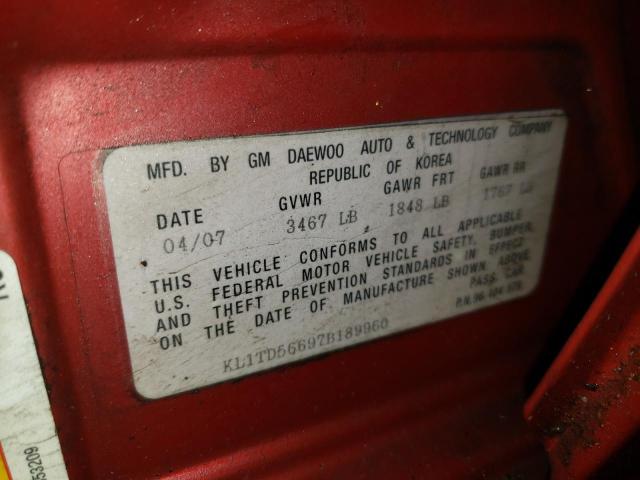 MFD. BY GM DAEWOO AUTO & TECHNOLOGY COMPANY
REPUBLIC OF KOREA
DATE GVWR GAWR FRT GAWR RR
04/07 3467 LB 1848 LB 1767 LB
THIS VEHICLE CONFORMS TO ALL APPLICABLE
U.S. FEDERAL MOTOR VEHICLE SAFETY, BUMPER,
AND THEFT PREVENTION STANDARDS IN EFFECT
ON THE DATE OF MANUFACTURE SHOWN ABOVE
PASS. CAR
KL1TD56697B189960
P.N.96
53209